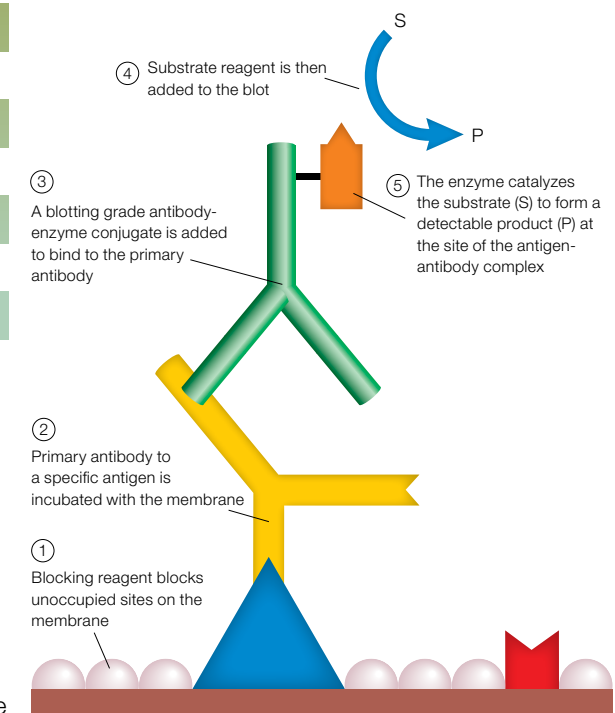 S
④ Substrate reagent is then
added to the blot
P
③
A blotting grade antibody-
enzyme conjugate is added
to bind to the primary
antibody
⑤ The enzyme catalyzes
the substrate (S) to form a
detectable product (P) at
the site of the antigen-
antibody complex
②
Primary antibody to
a specific antigen is
incubated with the membrane
①
Blocking reagent blocks
unoccupied sites on the
membrane
e